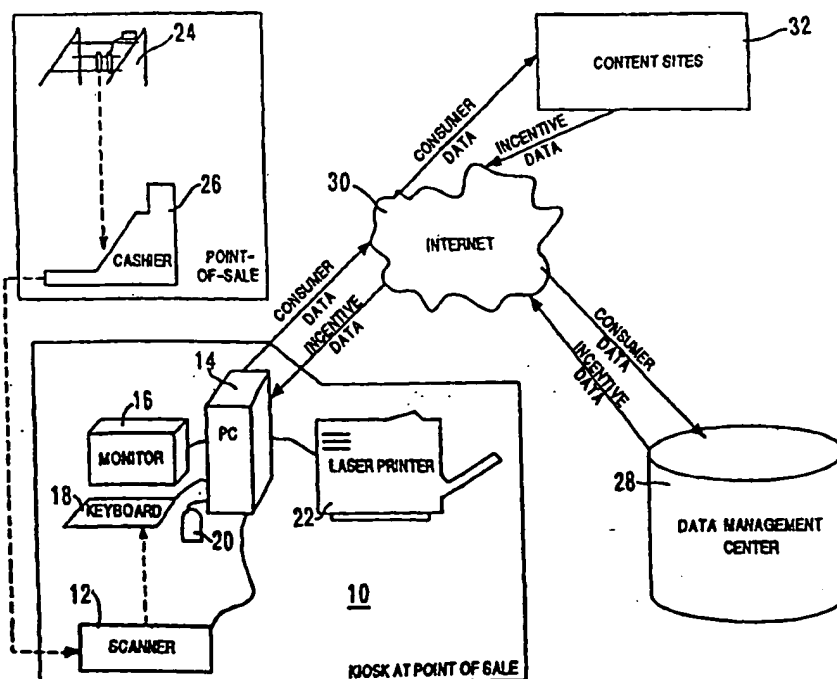 24
26
CASHIER
POINT-
OF-SALE
32
CONTENT SITES
CONSUMER
DATA
INCENTIVE
DATA
30
INTERNET
CONSUMER
DATA
INCENTIVE
DATA
CONSUMER
DATA
INCENTIVE
DATA
14
PC
16
MONITOR
18
KEYBOARD
20
LASER PRINTER
22
28
DATA MANAGEMENT
CENTER
12
SCANNER
10
KIOSK AT POINT OF SALE